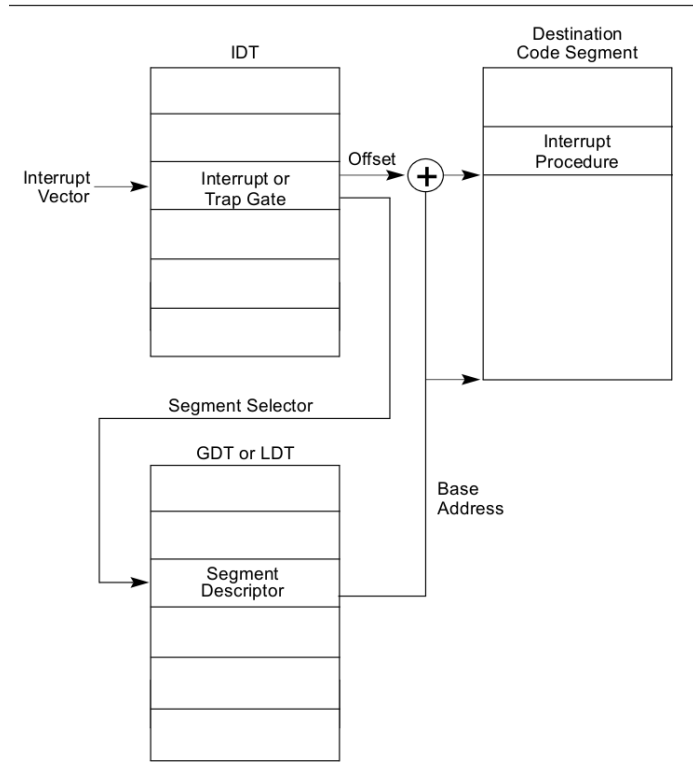 IDT
Destination
Code Segment
Interrupt
Vector
Interrupt or
Trap Gate
Offset
+
Interrupt
Procedure
Segment Selector
GDT or LDT
Segment
Descriptor
Base
Address